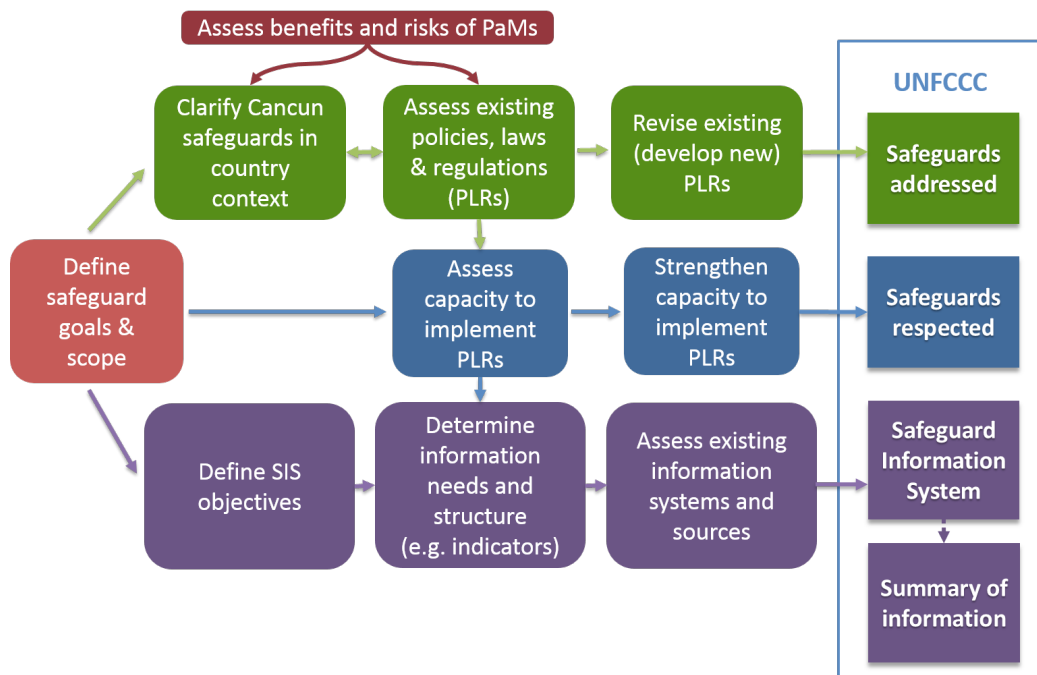 Assess benefits and risks of PaMs
UNFCCC
Clarify Cancun
safeguards in
country
context
Assess existing
policies, laws
& regulations
(PLRs)
Revise existing
(develop new)
PLRs
Safeguards
addressed
Define
safeguard
goals &
scope
Assess
capacity to
implement
PLRs
Strengthen
capacity to
implement
PLRs
Safeguards
respected
Define SIS
objectives
Determine
information
needs and
structure
(e.g. indicators)
Assess existing
information
systems and
sources
Safeguard
Information
System
Summary of
information